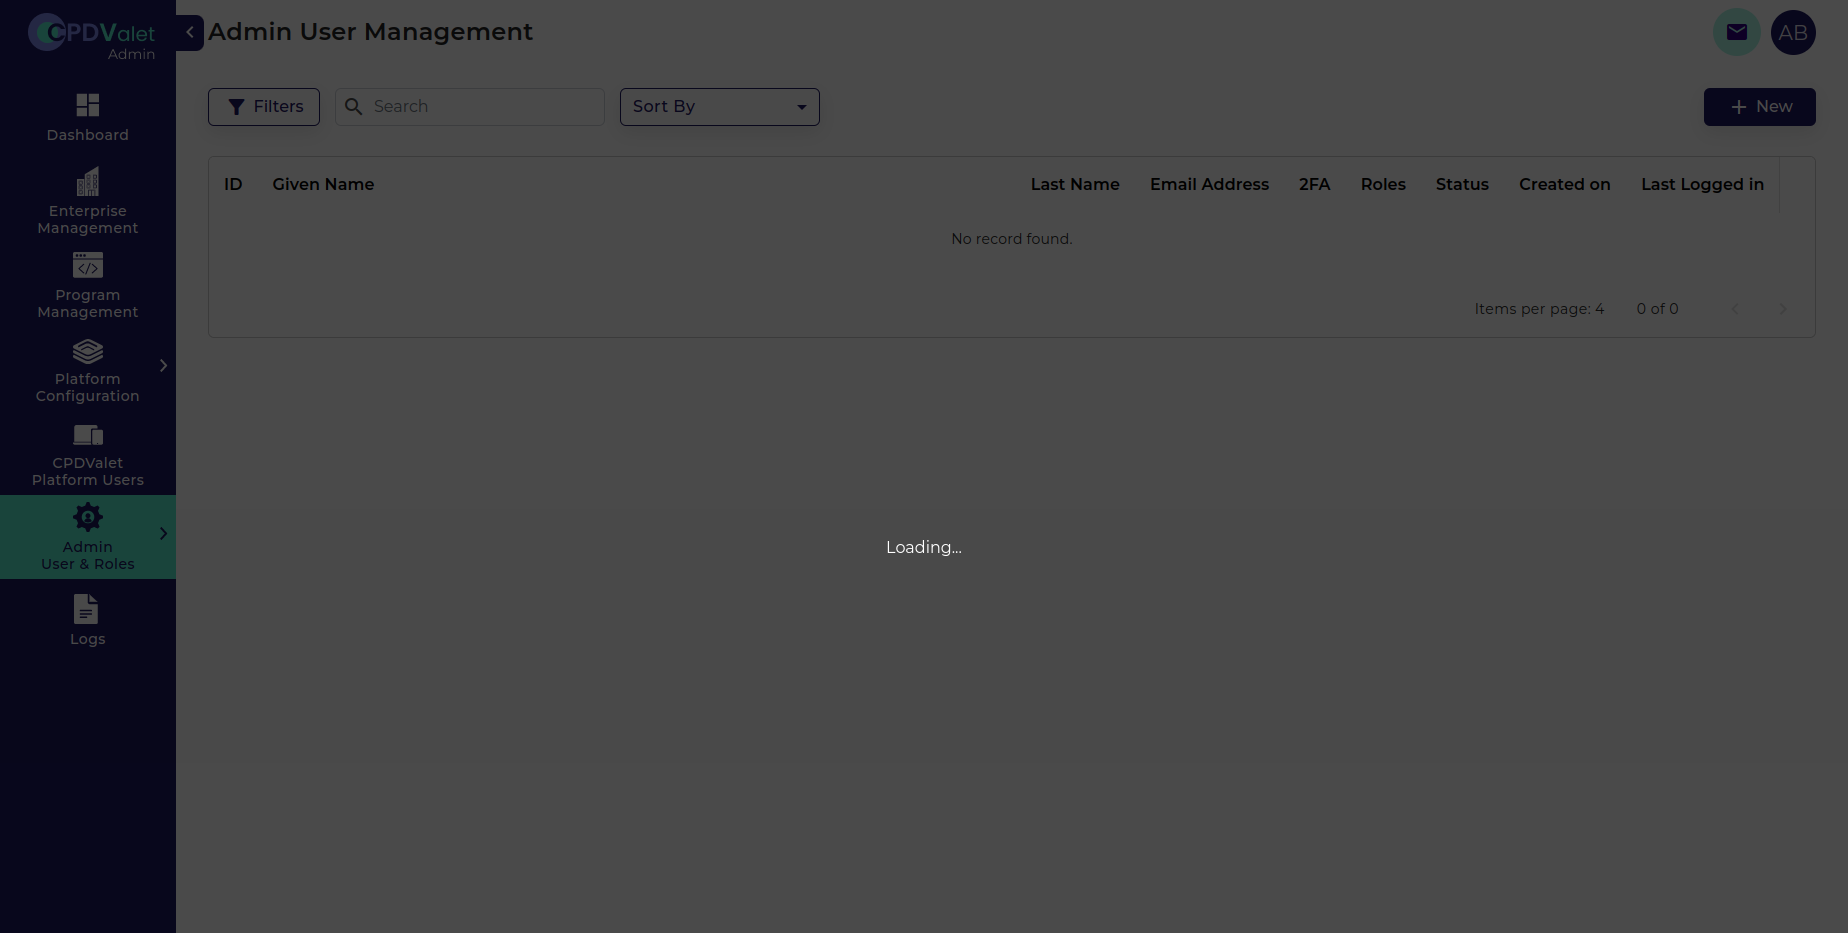 CPDValet
Admin
Admin User Management
AB
Filters
Search
Sort By
New
Dashboard
Enterprise
Management
Program
Management
Platform
Configuration
CPDValet
Platform Users
Admin
User & Roles
Logs
ID Given Name Last Name Email Address 2FA Roles Status Created on Last Logged in
No record found.
Items per page: 4 0 of 0
Loading...